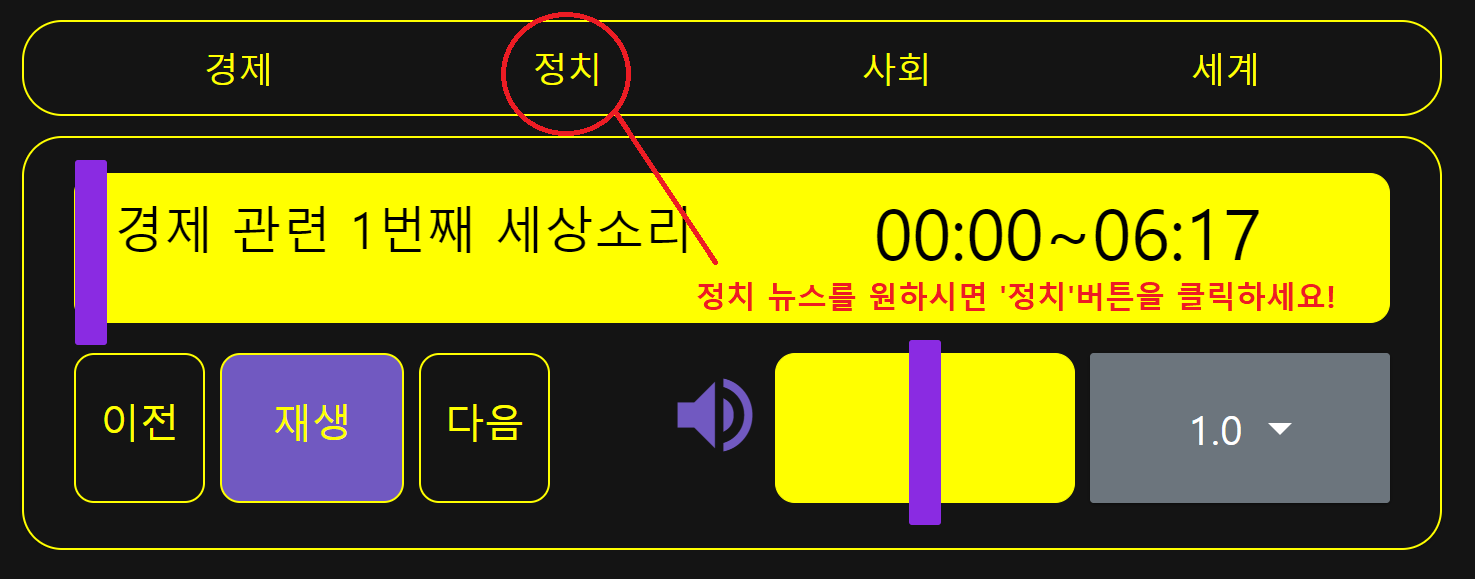 경제 정치 사회 세계
경제 관련 1번째 세상소리 00:00~06:17
정치 뉴스를 원하시면 '정치'버튼을 클릭하세요!
이전 재생 다음 1.0